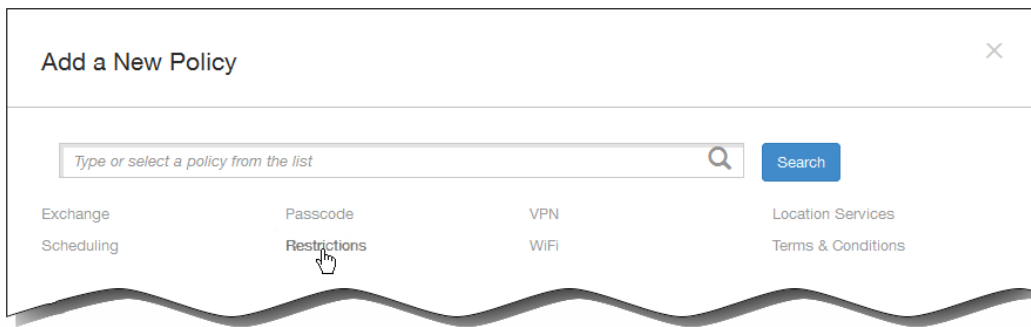 Add a New Policy
Type or select a policy from the list
Search
Exchange Passcode VPN Location Services
Scheduling Restrictions WiFi Terms & Conditions